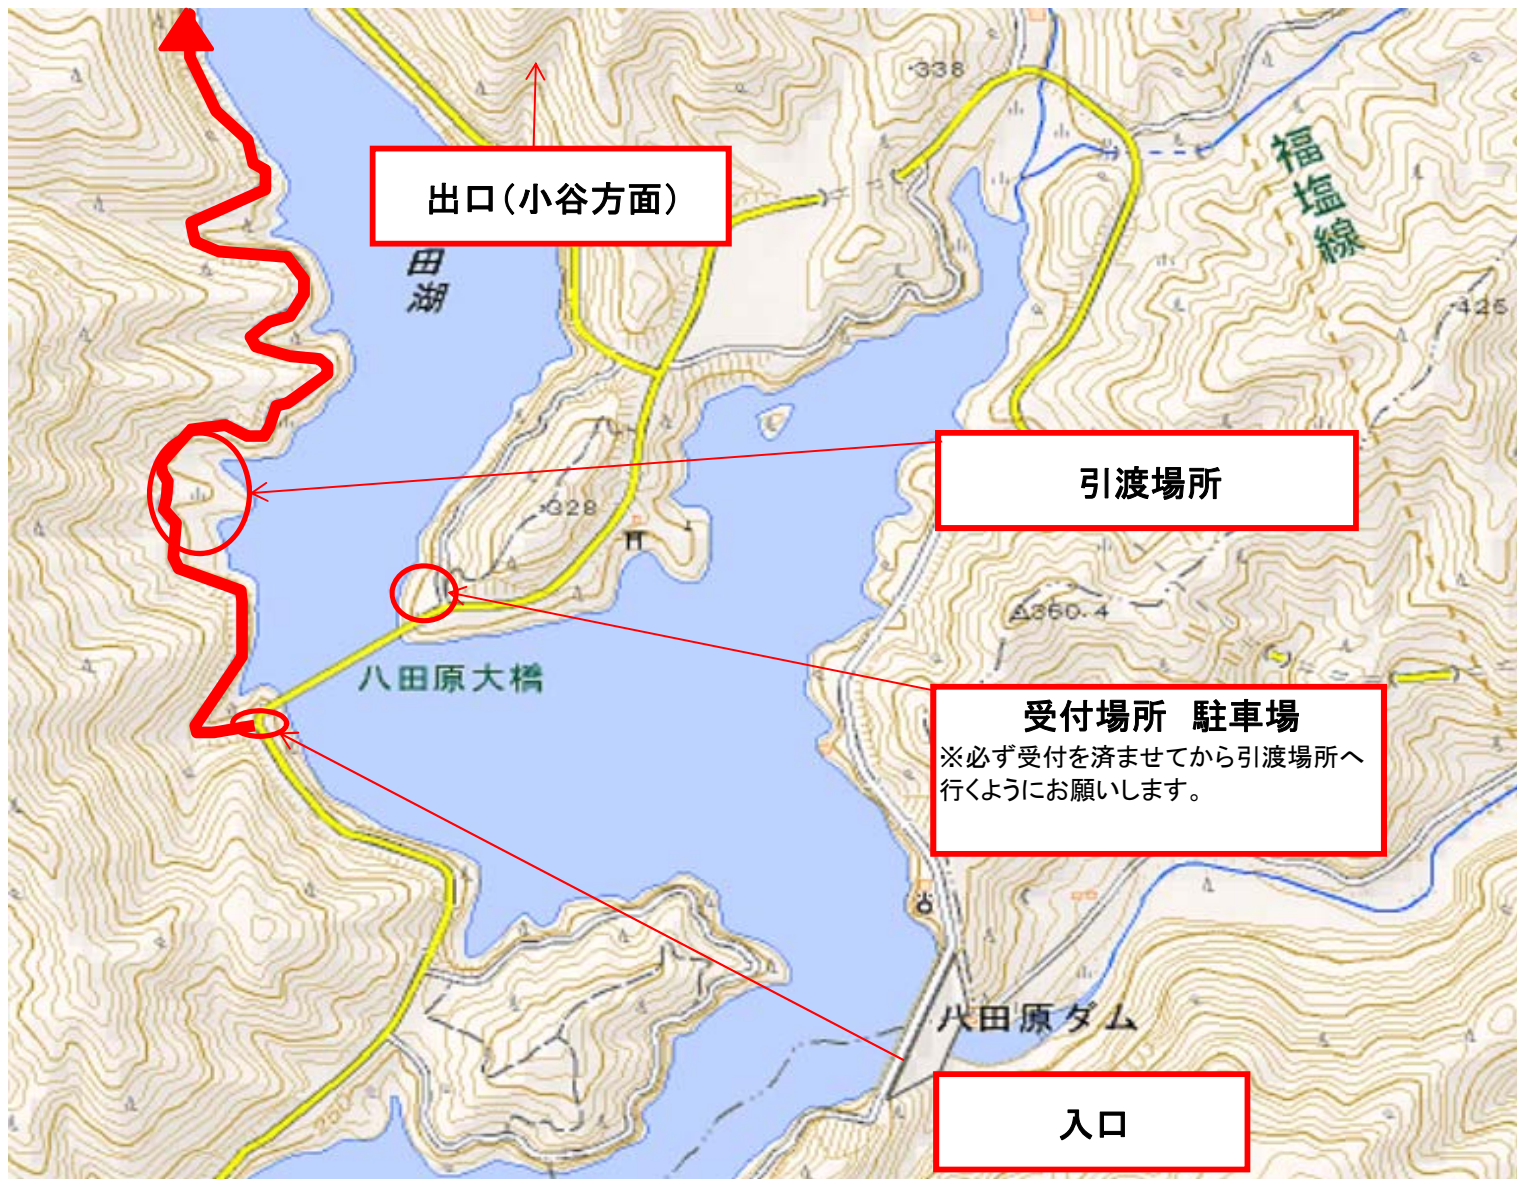 338
福塩線
出口（小谷方面）
田湖
425
引渡場所
328
360.4
八田原大橋
受付場所　駐車場
※必ず受付を済ませてから引渡場所へ
行くようにお願いします。
八田原ダム
入口